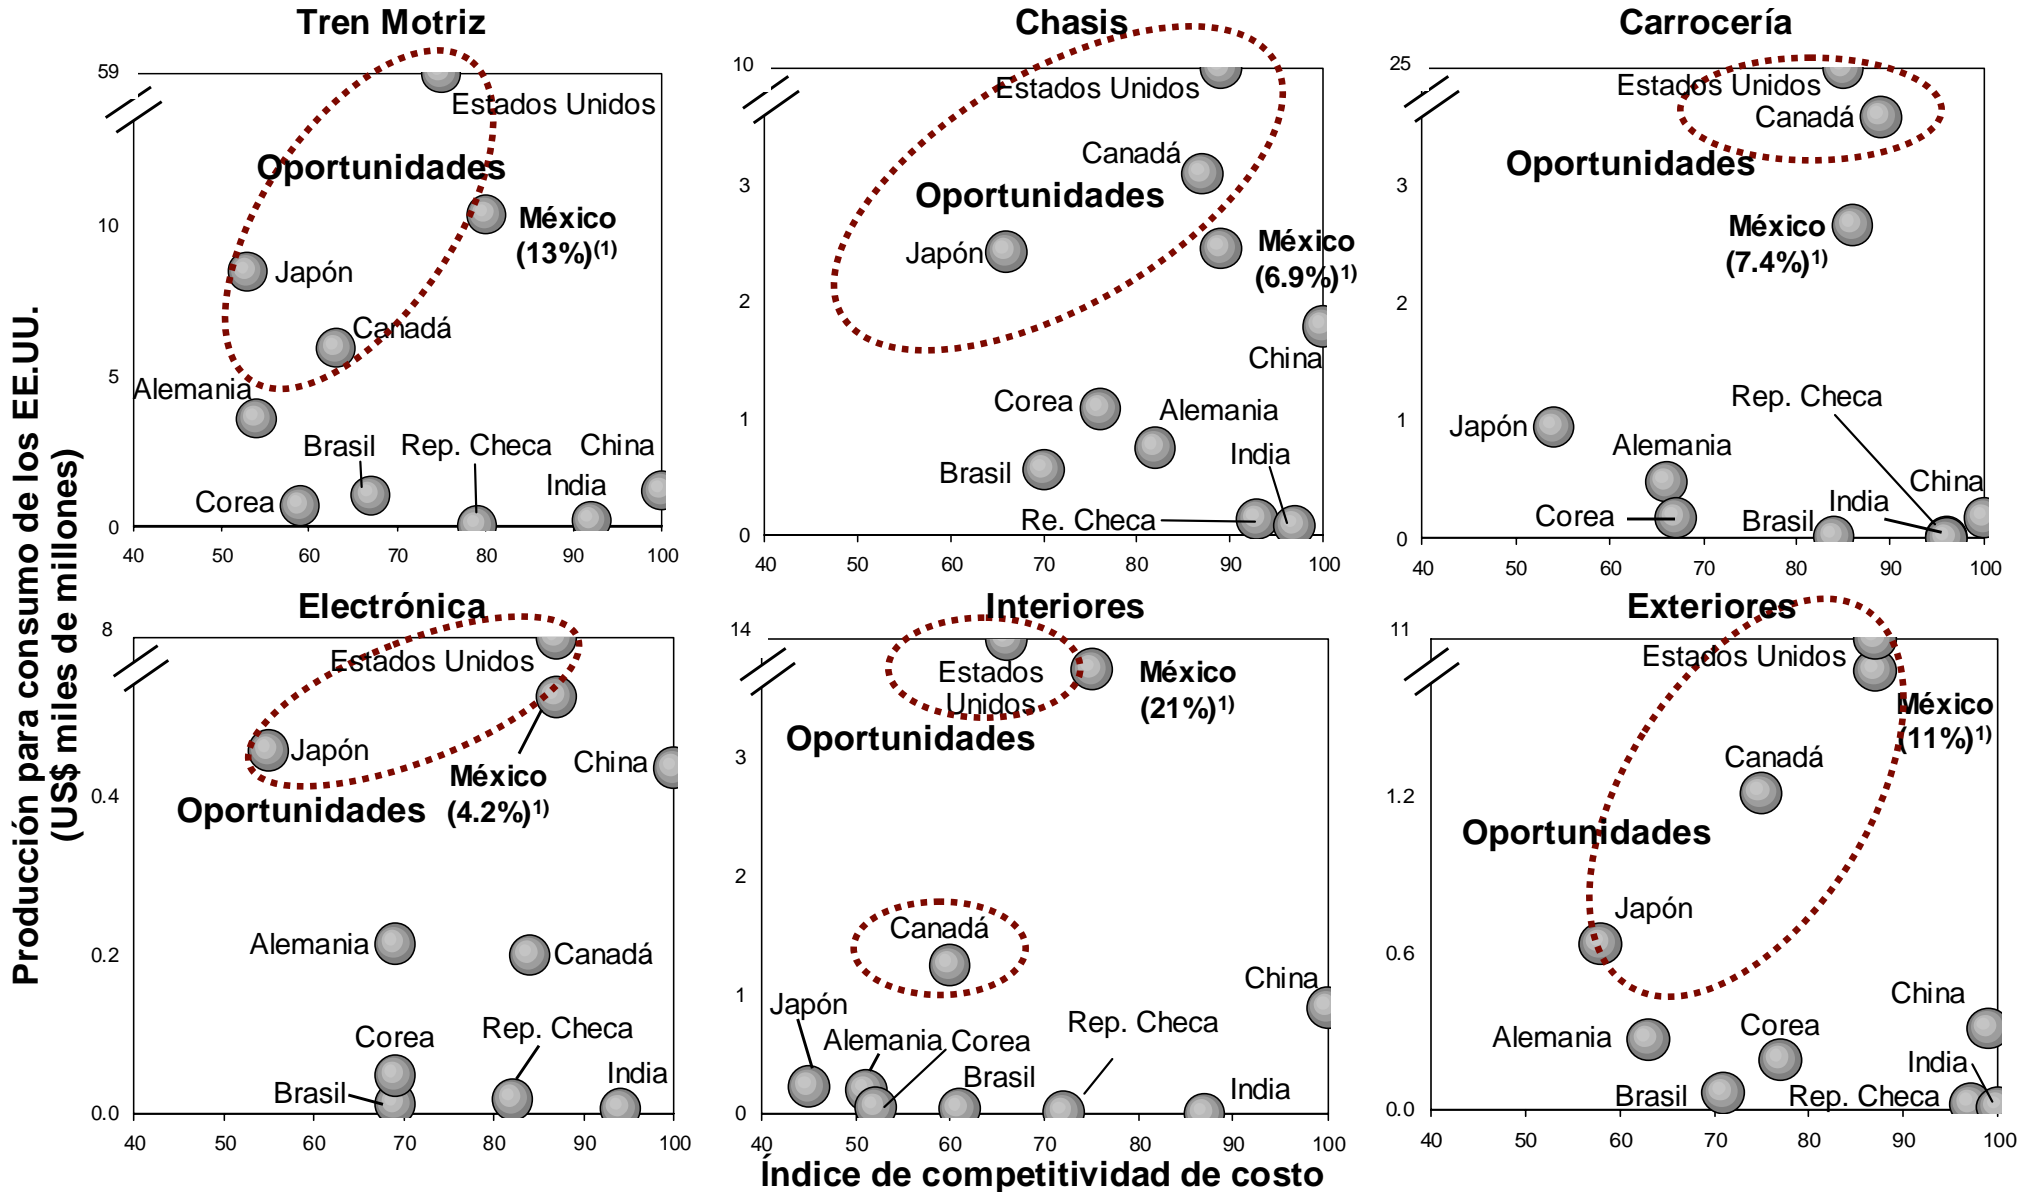 Producción para consumo de los EE.UU.
(US$ miles de millones)
Tren Motriz
59
10
5
0
40 50 60 70 80 90 100
Estados Unidos
Oportunidades
México
(13%)(1)
Japón
Canadá
Alemania
Brasil
Rep. Checa
China
Corea
India
Chasis
10
3
2
1
0
40 50 60 70 80 90 100
Estados Unidos
Canadá
Oportunidades
Japón
México
(6.9%)1)
China
Corea
Alemania
Brasil
India
Re. Checa
Carrocería
25
3
2
1
0
40 50 60 70 80 90 100
Estados Unidos
Canadá
Oportunidades
México
(7.4%)1)
Rep. Checa
Japón
Alemania
China
India
Corea
Brasil
Electrónica
8
0.4
0.2
0.0
40 50 60 70 80 90 100
Estados Unidos
Japón
México
(4.2%)1)
China
Oportunidades
Alemania
Canadá
Corea
Rep. Checa
Brasil
India
Interiores
14
3
2
1
0
40 50 60 70 80 90 100
Estados
Unidos
México
(21%)1)
Oportunidades
Canadá
China
Japón
Rep. Checa
Alemania
Corea
Brasil
India
Exteriores
11
1.2
0.6
0.0
40 50 60 70 80 90 100
Estados Unidos
México
(11%)1)
Canadá
Oportunidades
Japón
China
Alemania
Corea
India
Brasil
Rep. Checa
Índice de competitividad de costo